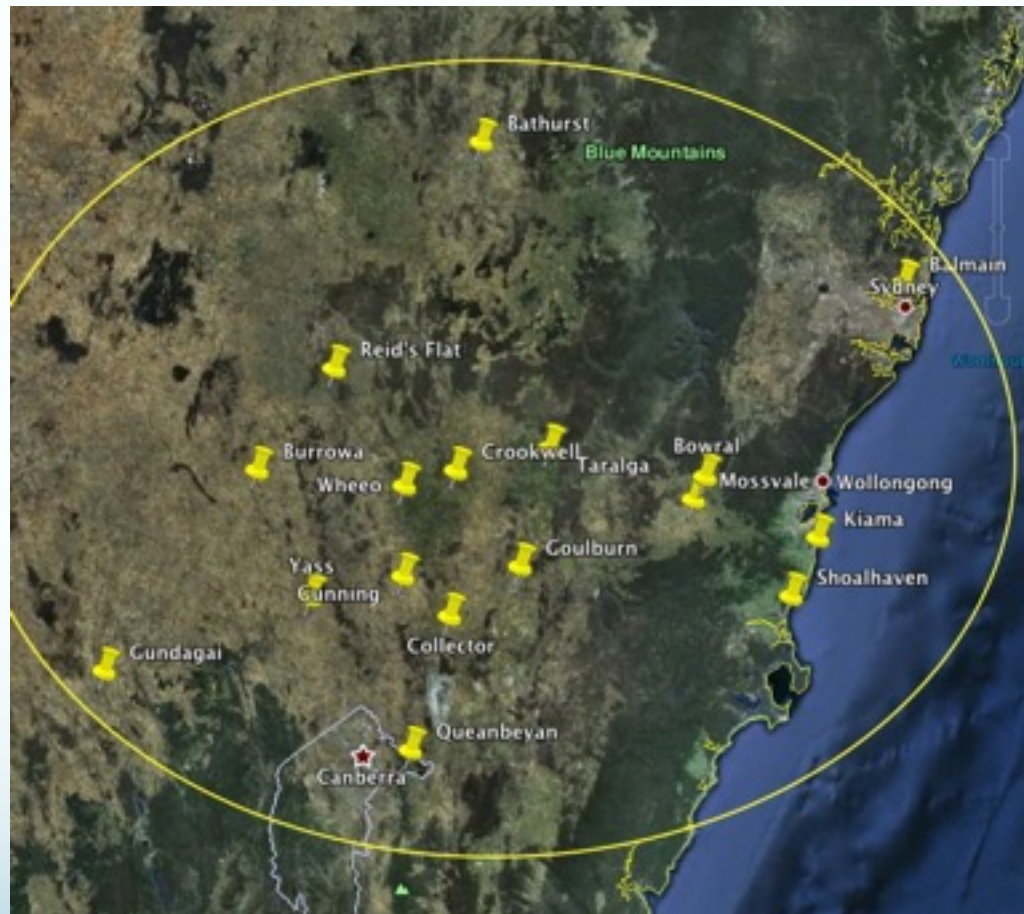 Bathurst
Blue Mountains
Balmain
Sydney
Reid's Flat
Burrowa
Crookwell
Bowral
Taralga
Wheeo
Mossvale
Wollongong
Kiama
Goulburn
Yass
Shoalhaven
Gunning
Collector
Gundagai
Queanbeyan
Canberra